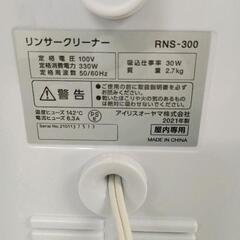 リンサークリーナー RNS-300
定格電圧 100V 吸込仕事率 30W
定格消費電力 330W 質量 2.7kg
定格周波数 50/60Hz
警告
温度ヒューズ 142℃
電流ヒューズ 6.3A
PSE
アイリスオーヤマ株式会社
2021年製
屋内専用
MADE IN CHINA